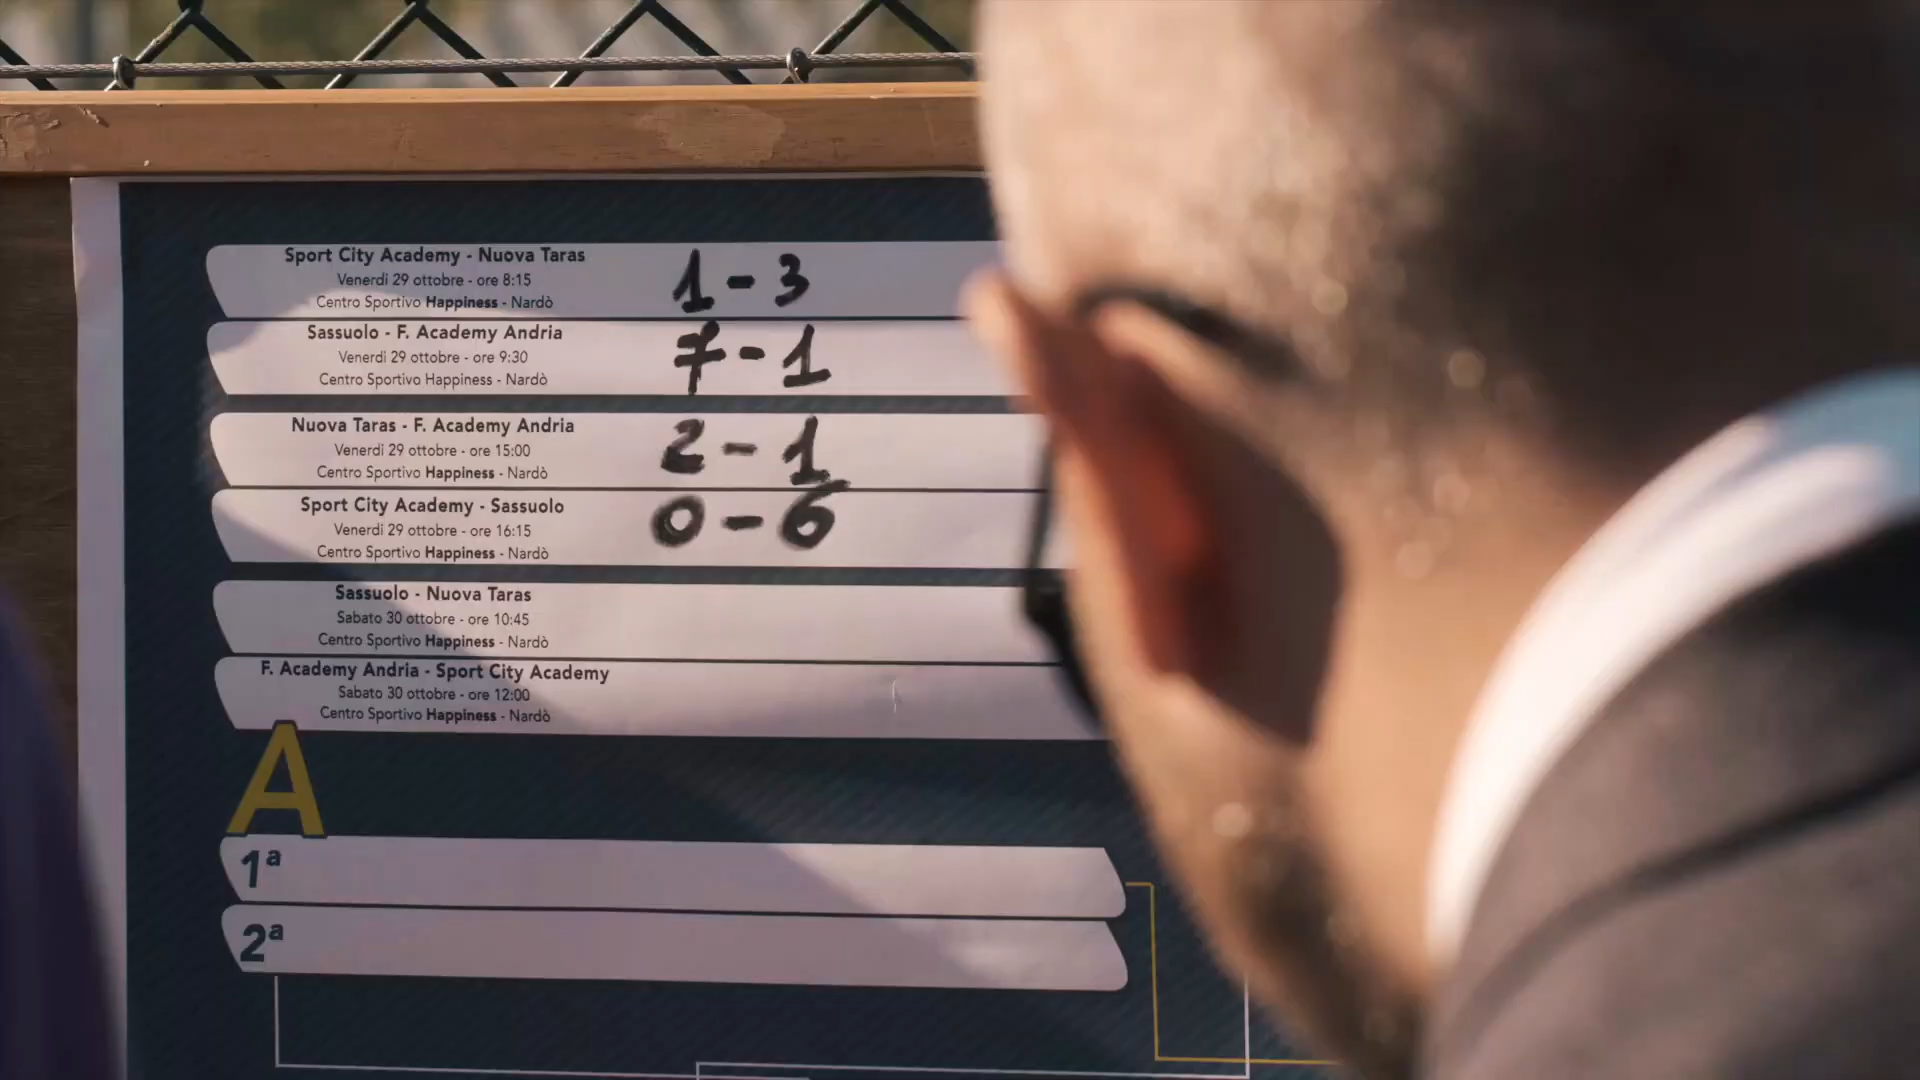 Sport City Academy - Nuova Taras
Venerdì 29 ottobre - ore 8:15
Centro Sportivo Happiness - Nardò
1 - 3
Sassuolo - F. Academy Andria
Venerdì 29 ottobre - ore 9:30
Centro Sportivo Happiness - Nardò
7 - 1
Nuova Taras - F. Academy Andria
Venerdì 29 ottobre - ore 15:00
Centro Sportivo Happiness - Nardò
2 - 1
Sport City Academy - Sassuolo
Venerdì 29 ottobre - ore 16:15
Centro Sportivo Happiness - Nardò
0 - 6
Sassuolo - Nuova Taras
Sabato 30 ottobre - ore 10:45
Centro Sportivo Happiness - Nardò
F. Academy Andria - Sport City Academy
Sabato 30 ottobre - ore 12:00
Centro Sportivo Happiness - Nardò
A
1ª
2ª